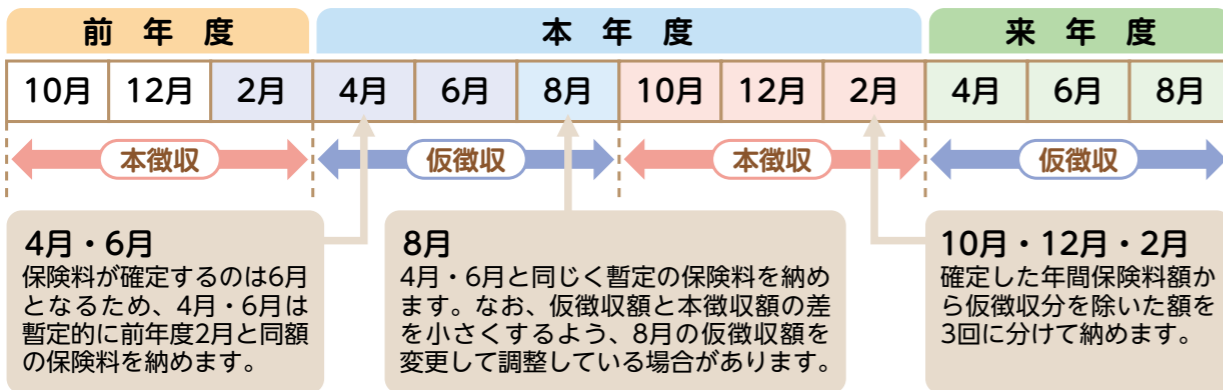 前年度 本年度 来年度
10月 12月 2月 4月 6月 8月 10月 12月 2月 4月 6月 8月
本徴収 仮徴収 本徴収 仮徴収
4月・6月
保険料が確定するのは6月
となるため、4月・6月は
暫定的に前年度2月と同額
の保険料を納めます。
8月
4月・6月と同じく暫定の保険料を納め
ます。なお、仮徴収額と本徴収額の差
を小さくするよう、8月の仮徴収額を
変更して調整している場合があります。
10月・12月・2月
確定した年間保険料額か
ら仮徴収分を除いた額を
3回に分けて納めます。